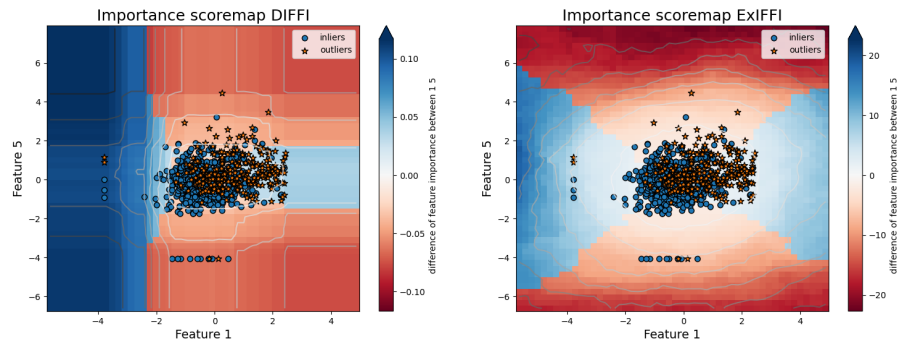 Importance scoremap DIFFI
inliers
outliers
6
4
2
0
−2
−4
−6
Feature 5
−4
−2
0
2
4
Feature 1
0.10
0.05
0.00
−0.05
−0.10
difference of feature importance between 1 5
Importance scoremap ExIFFI
inliers
outliers
6
4
2
0
−2
−4
−6
Feature 5
−4
−2
0
2
4
Feature 1
20
10
0
−10
−20
difference of feature importance between 1 5